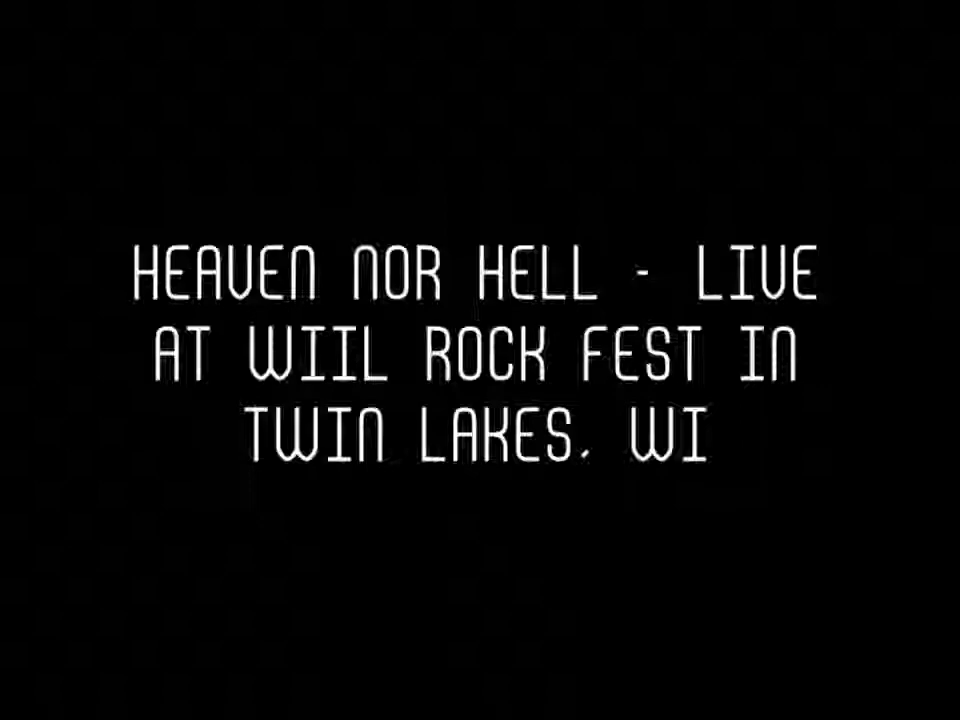 HEAVEN NOR HELL - LIVE
AT WIIL ROCK FEST IN
TWIN LAKES, WI